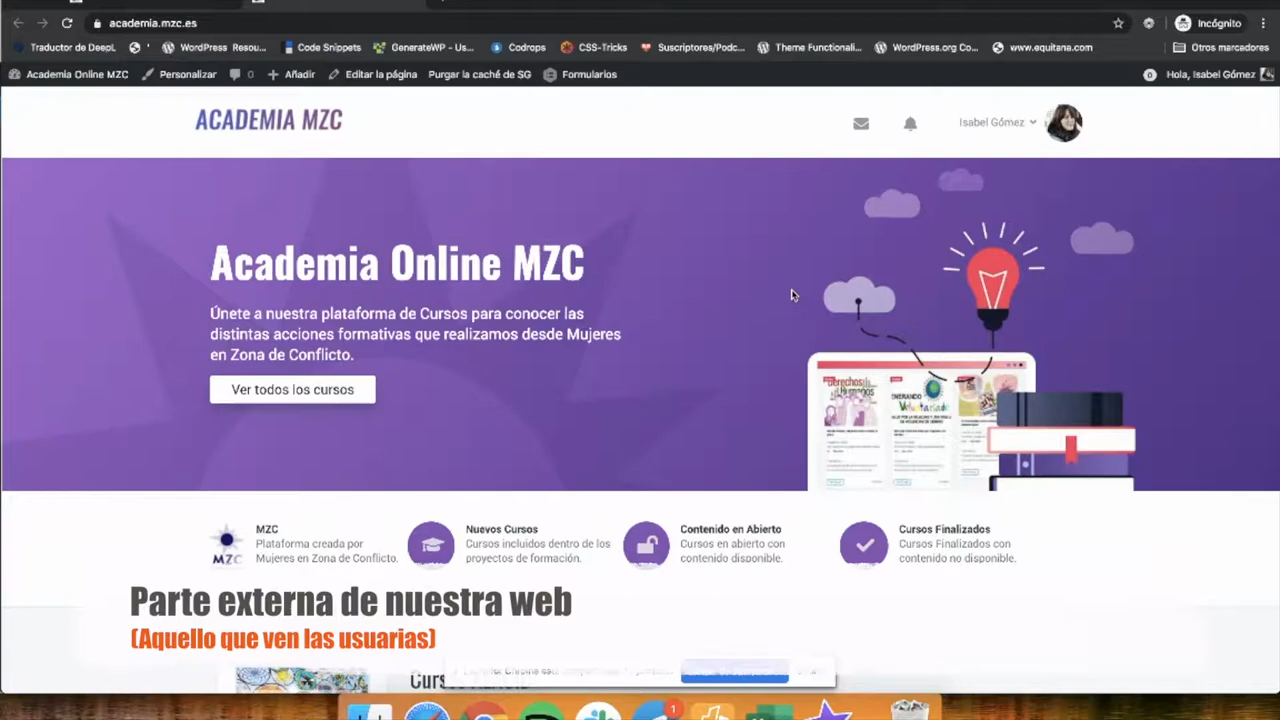 academia.mzc.es
Incógnito
Traductor de DeepL
WordPress Resou...
Code Snippets
GenerateWP - Us...
Codrops
CSS-Tricks
Suscriptores/Podc...
Theme Functionali...
WordPress.org Co...
www.equitana.com
Otros marcadores
Academia Online MZC
Personalizar
0
Añadir
Editar la página
Purgar la caché de SG
Formularios
0
Hola, Isabel Gómez
ACADEMIA MZC
Isabel Gómez
Academia Online MZC
Únete a nuestra plataforma de Cursos para conocer las
distintas acciones formativas que realizamos desde Mujeres
en Zona de Conflicto.
Ver todos los cursos
MZC
MZC
Plataforma creada por
Mujeres en Zona de Conflicto.
Nuevos Cursos
Cursos incluidos dentro de los
proyectos de formación.
Contenido en Abierto
Cursos en abierto con
contenido disponible.
Cursos Finalizados
Cursos Finalizados con
contenido no disponible.
Parte externa de nuestra web
(Aquello que ven las usuarias)
1